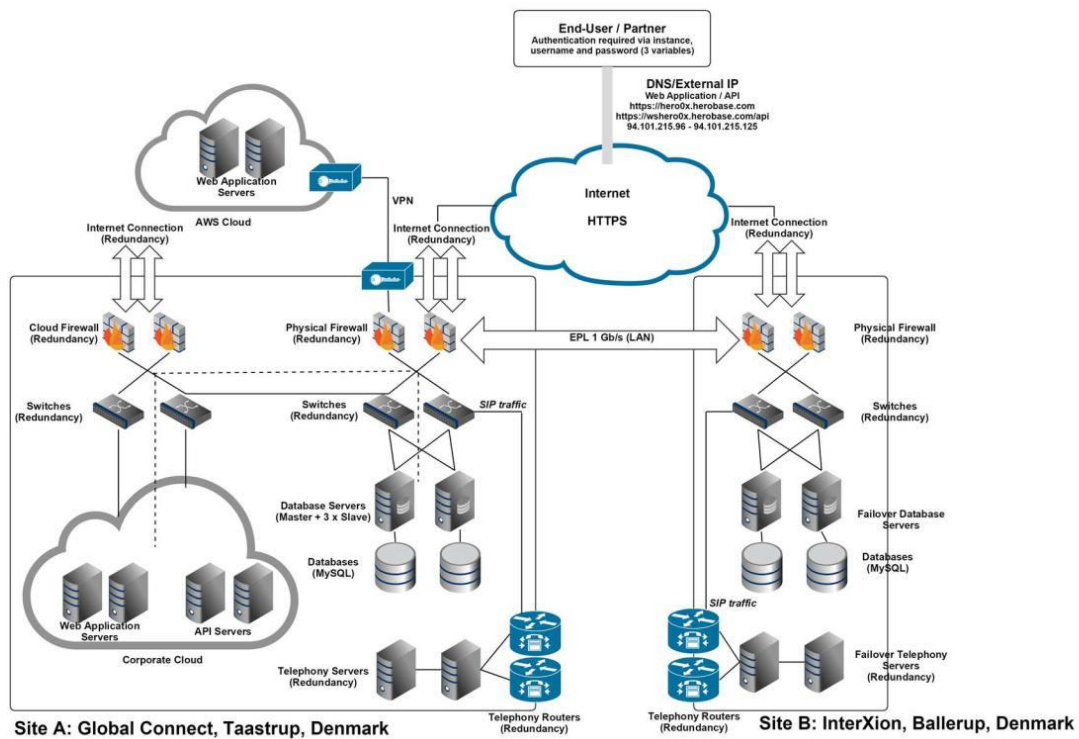 End-User / Partner
Authentication required via instance,
username and password (3 variables)
DNS/External IP
Web Application / API
https://hero0x.herobase.com
https://wshero0x.herobase.com/api
94.101.215.96 - 94.101.215.125
Web Application
Servers
AWS Cloud
VPN
Internet
HTTPS
Internet Connection
(Redundancy)
Internet Connection
(Redundancy)
Internet Connection
(Redundancy)
Cloud Firewall
(Redundancy)
Physical Firewall
(Redundancy)
EPL 1 Gb/s (LAN)
Physical Firewall
(Redundancy)
Switches
(Redundancy)
Switches
(Redundancy)
SIP traffic
Switches
(Redundancy)
Database Servers
(Master + 3 x Slave)
Failover Database
Servers
Databases
(MySQL)
Databases
(MySQL)
Web Application
Servers
API Servers
Corporate Cloud
SIP traffic
Telephony Servers
(Redundancy)
Failover Telephony
Servers
(Redundancy)
Telephony Routers
(Redundancy)
Telephony Routers
(Redundancy)
Site A: Global Connect, Taastrup, Denmark
Site B: InterXion, Ballerup, Denmark